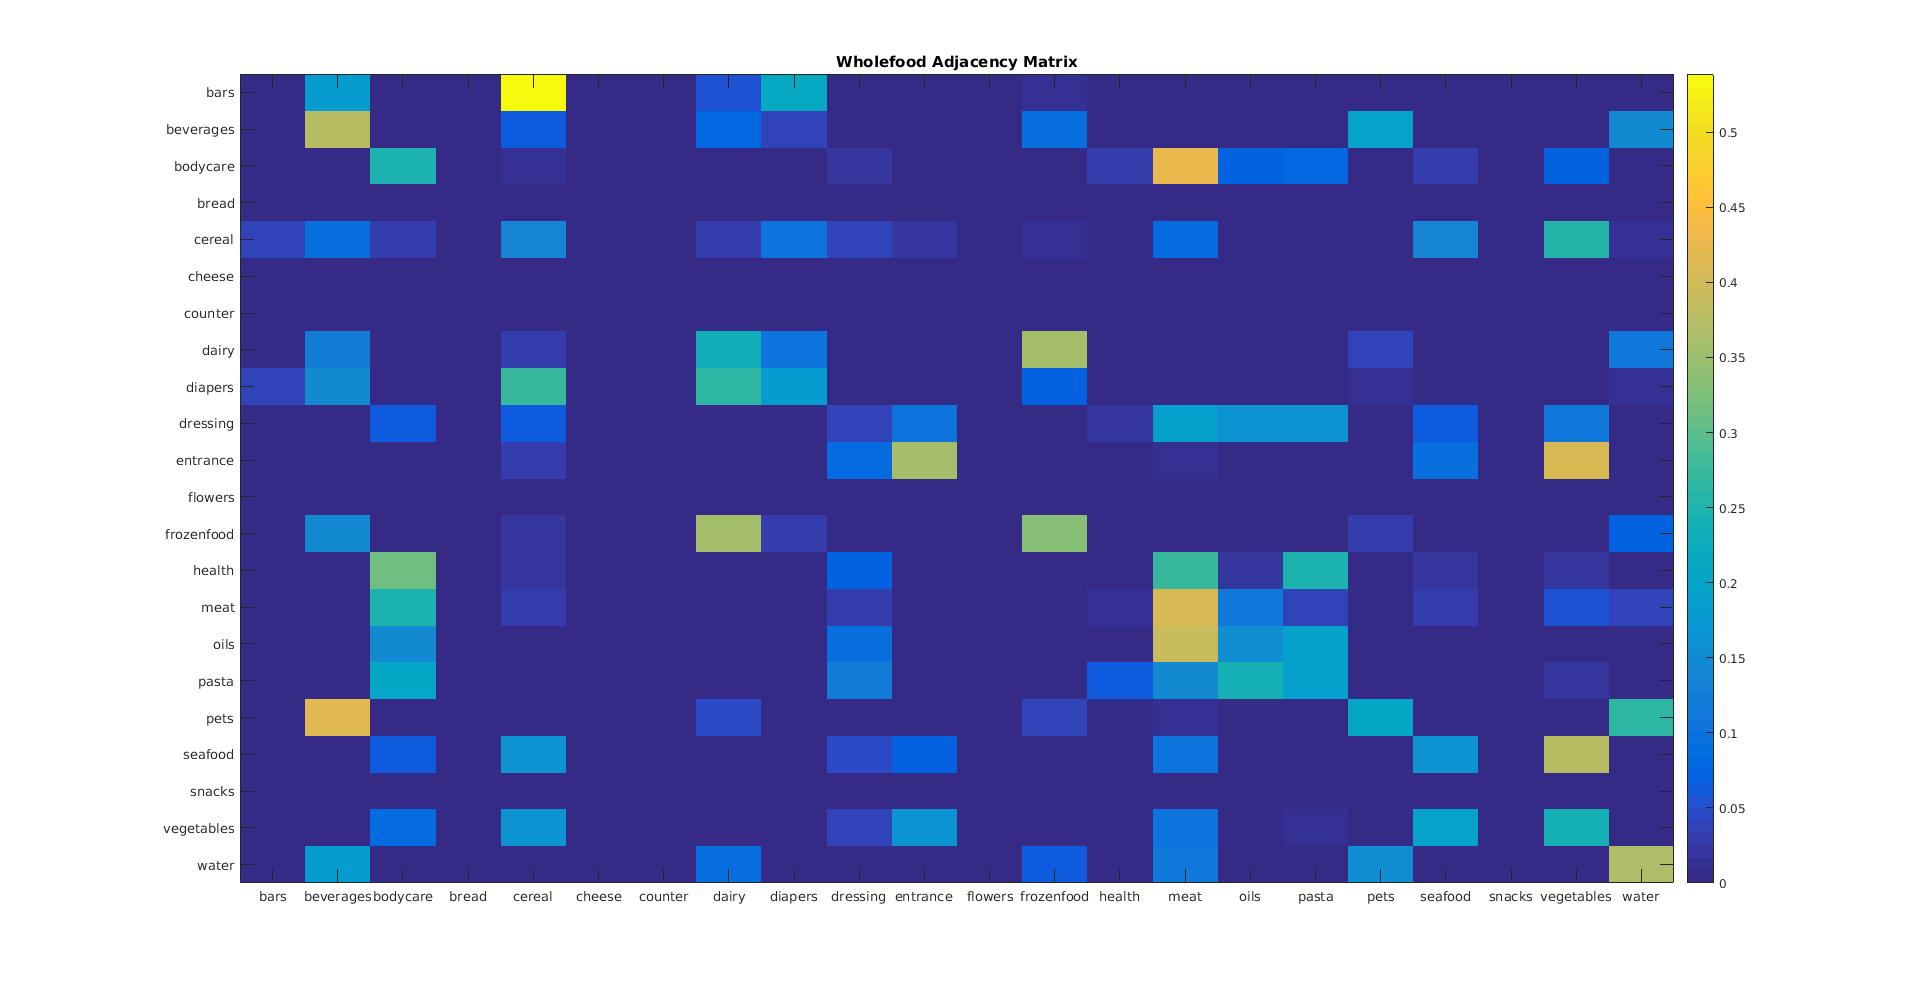 Wholefood Adjacency Matrix
bars
beverages
bodycare
bread
cereal
cheese
counter
dairy
diapers
dressing
entrance
flowers
frozenfood
health
meat
oils
pasta
pets
seafood
snacks
vegetables
water
bars beverages bodycare bread cereal cheese counter dairy diapers dressing entrance flowers frozenfood health meat oils pasta pets seafood snacks vegetables water
0.5
0.45
0.4
0.35
0.3
0.25
0.2
0.15
0.1
0.05
0